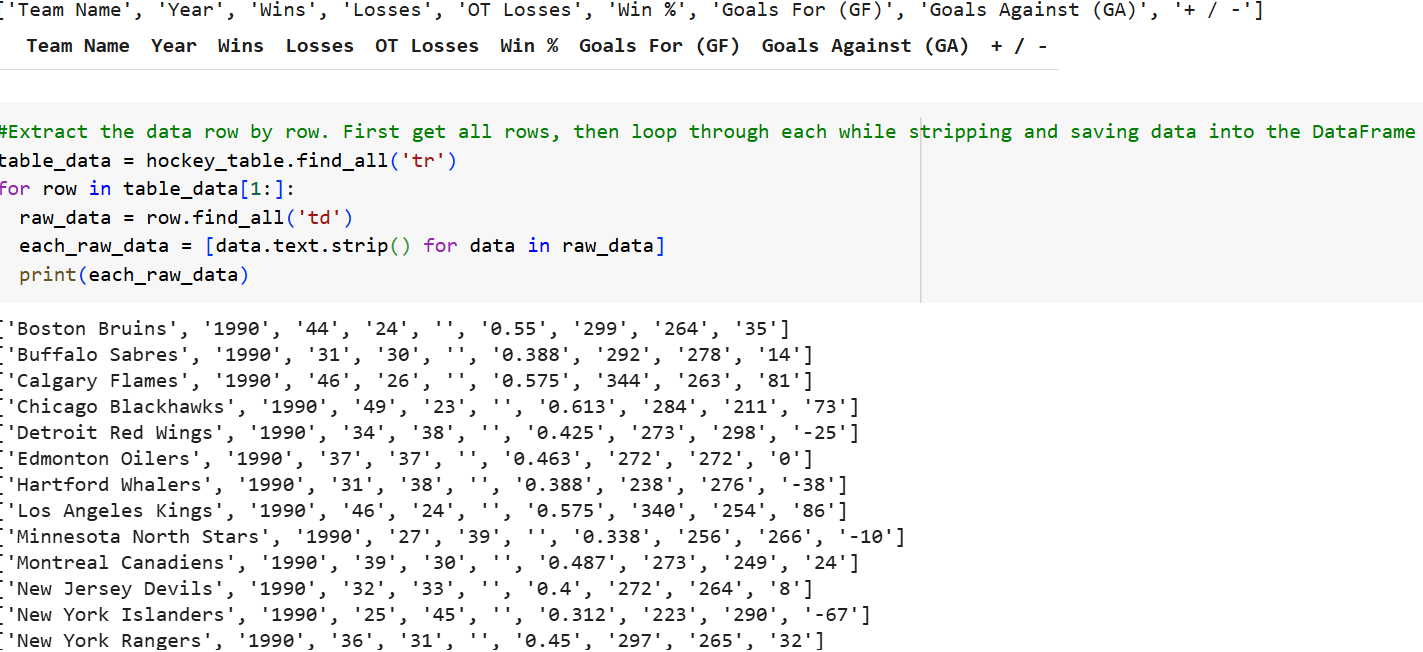 ['Team Name', 'Year', 'Wins', 'Losses', 'OT Losses', 'Win %', 'Goals For (GF)', 'Goals Against (GA)', '+ / -']
Team Name Year Wins Losses OT Losses Win % Goals For (GF) Goals Against (GA) + / -
#Extract the data row by row. First get all rows, then loop through each while stripping and saving data into the DataFrame
table_data = hockey_table.find_all('tr')
for row in table_data[1:]:
  raw_data = row.find_all('td')
  each_raw_data = [data.text.strip() for data in raw_data]
  print(each_raw_data)
['Boston Bruins', '1990', '44', '24', '', '0.55', '299', '264', '35']
['Buffalo Sabres', '1990', '31', '30', '', '0.388', '292', '278', '14']
['Calgary Flames', '1990', '46', '26', '', '0.575', '344', '263', '81']
['Chicago Blackhawks', '1990', '49', '23', '', '0.613', '284', '211', '73']
['Detroit Red Wings', '1990', '34', '38', '', '0.425', '273', '298', '-25']
['Edmonton Oilers', '1990', '37', '37', '', '0.463', '272', '272', '0']
['Hartford Whalers', '1990', '31', '38', '', '0.388', '238', '276', '-38']
['Los Angeles Kings', '1990', '46', '24', '', '0.575', '340', '254', '86']
['Minnesota North Stars', '1990', '27', '39', '', '0.338', '256', '266', '-10']
['Montreal Canadiens', '1990', '39', '30', '', '0.487', '273', '249', '24']
['New Jersey Devils', '1990', '32', '33', '', '0.4', '272', '264', '8']
['New York Islanders', '1990', '25', '45', '', '0.312', '223', '290', '-67']
['New York Rangers', '1990', '36', '31', '', '0.45', '297', '265', '32']